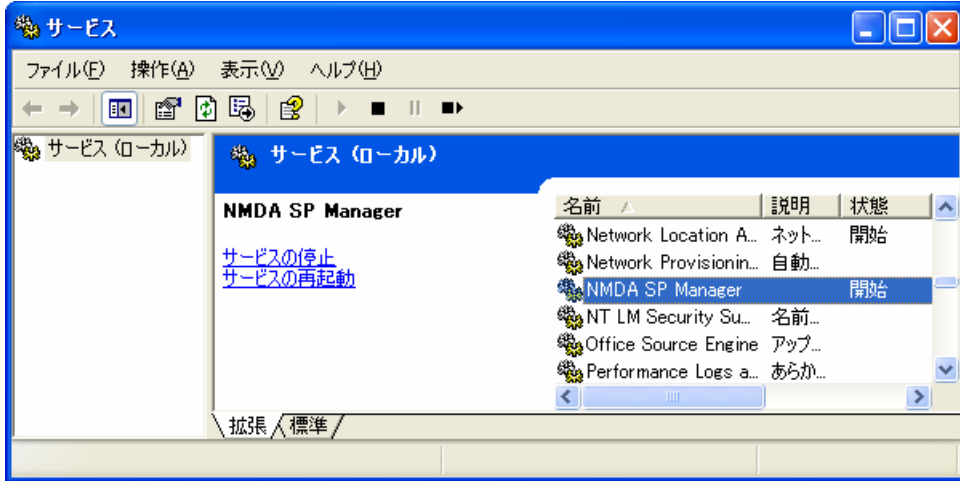 サービス
ファイル(F) 操作(A) 表示(V) ヘルプ(H)
サービス (ローカル)
サービス (ローカル)
NMDA SP Manager
サービスの停止
サービスの再起動
名前 説明 状態
Network Location A... ネット... 開始
Network Provisionin... 自動...
NMDA SP Manager 開始
NT LM Security Su... 名前...
Office Source Engine アップ...
Performance Logs a... あらか...
拡張 標準